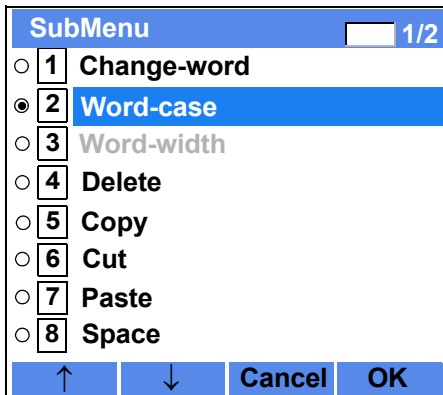 SubMenu 1/2
1 Change-word
2 Word-case
3 Word-width
4 Delete
5 Copy
6 Cut
7 Paste
8 Space
↑ ↓ Cancel OK